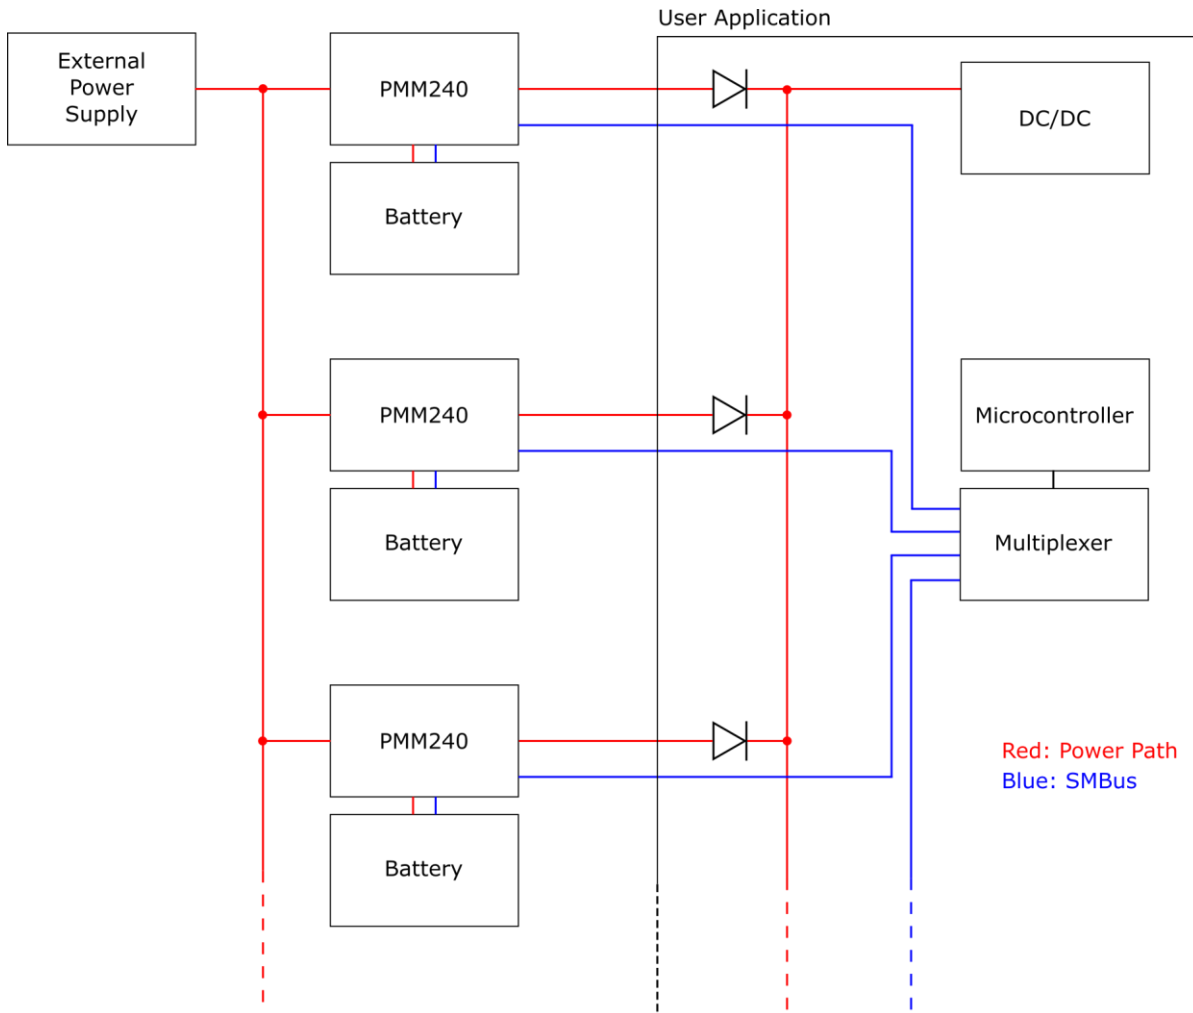 User Application
External
Power
Supply
PMM240
DC/DC
Battery
PMM240
Microcontroller
Battery
Multiplexer
PMM240
Red: Power Path
Blue: SMBus
Battery